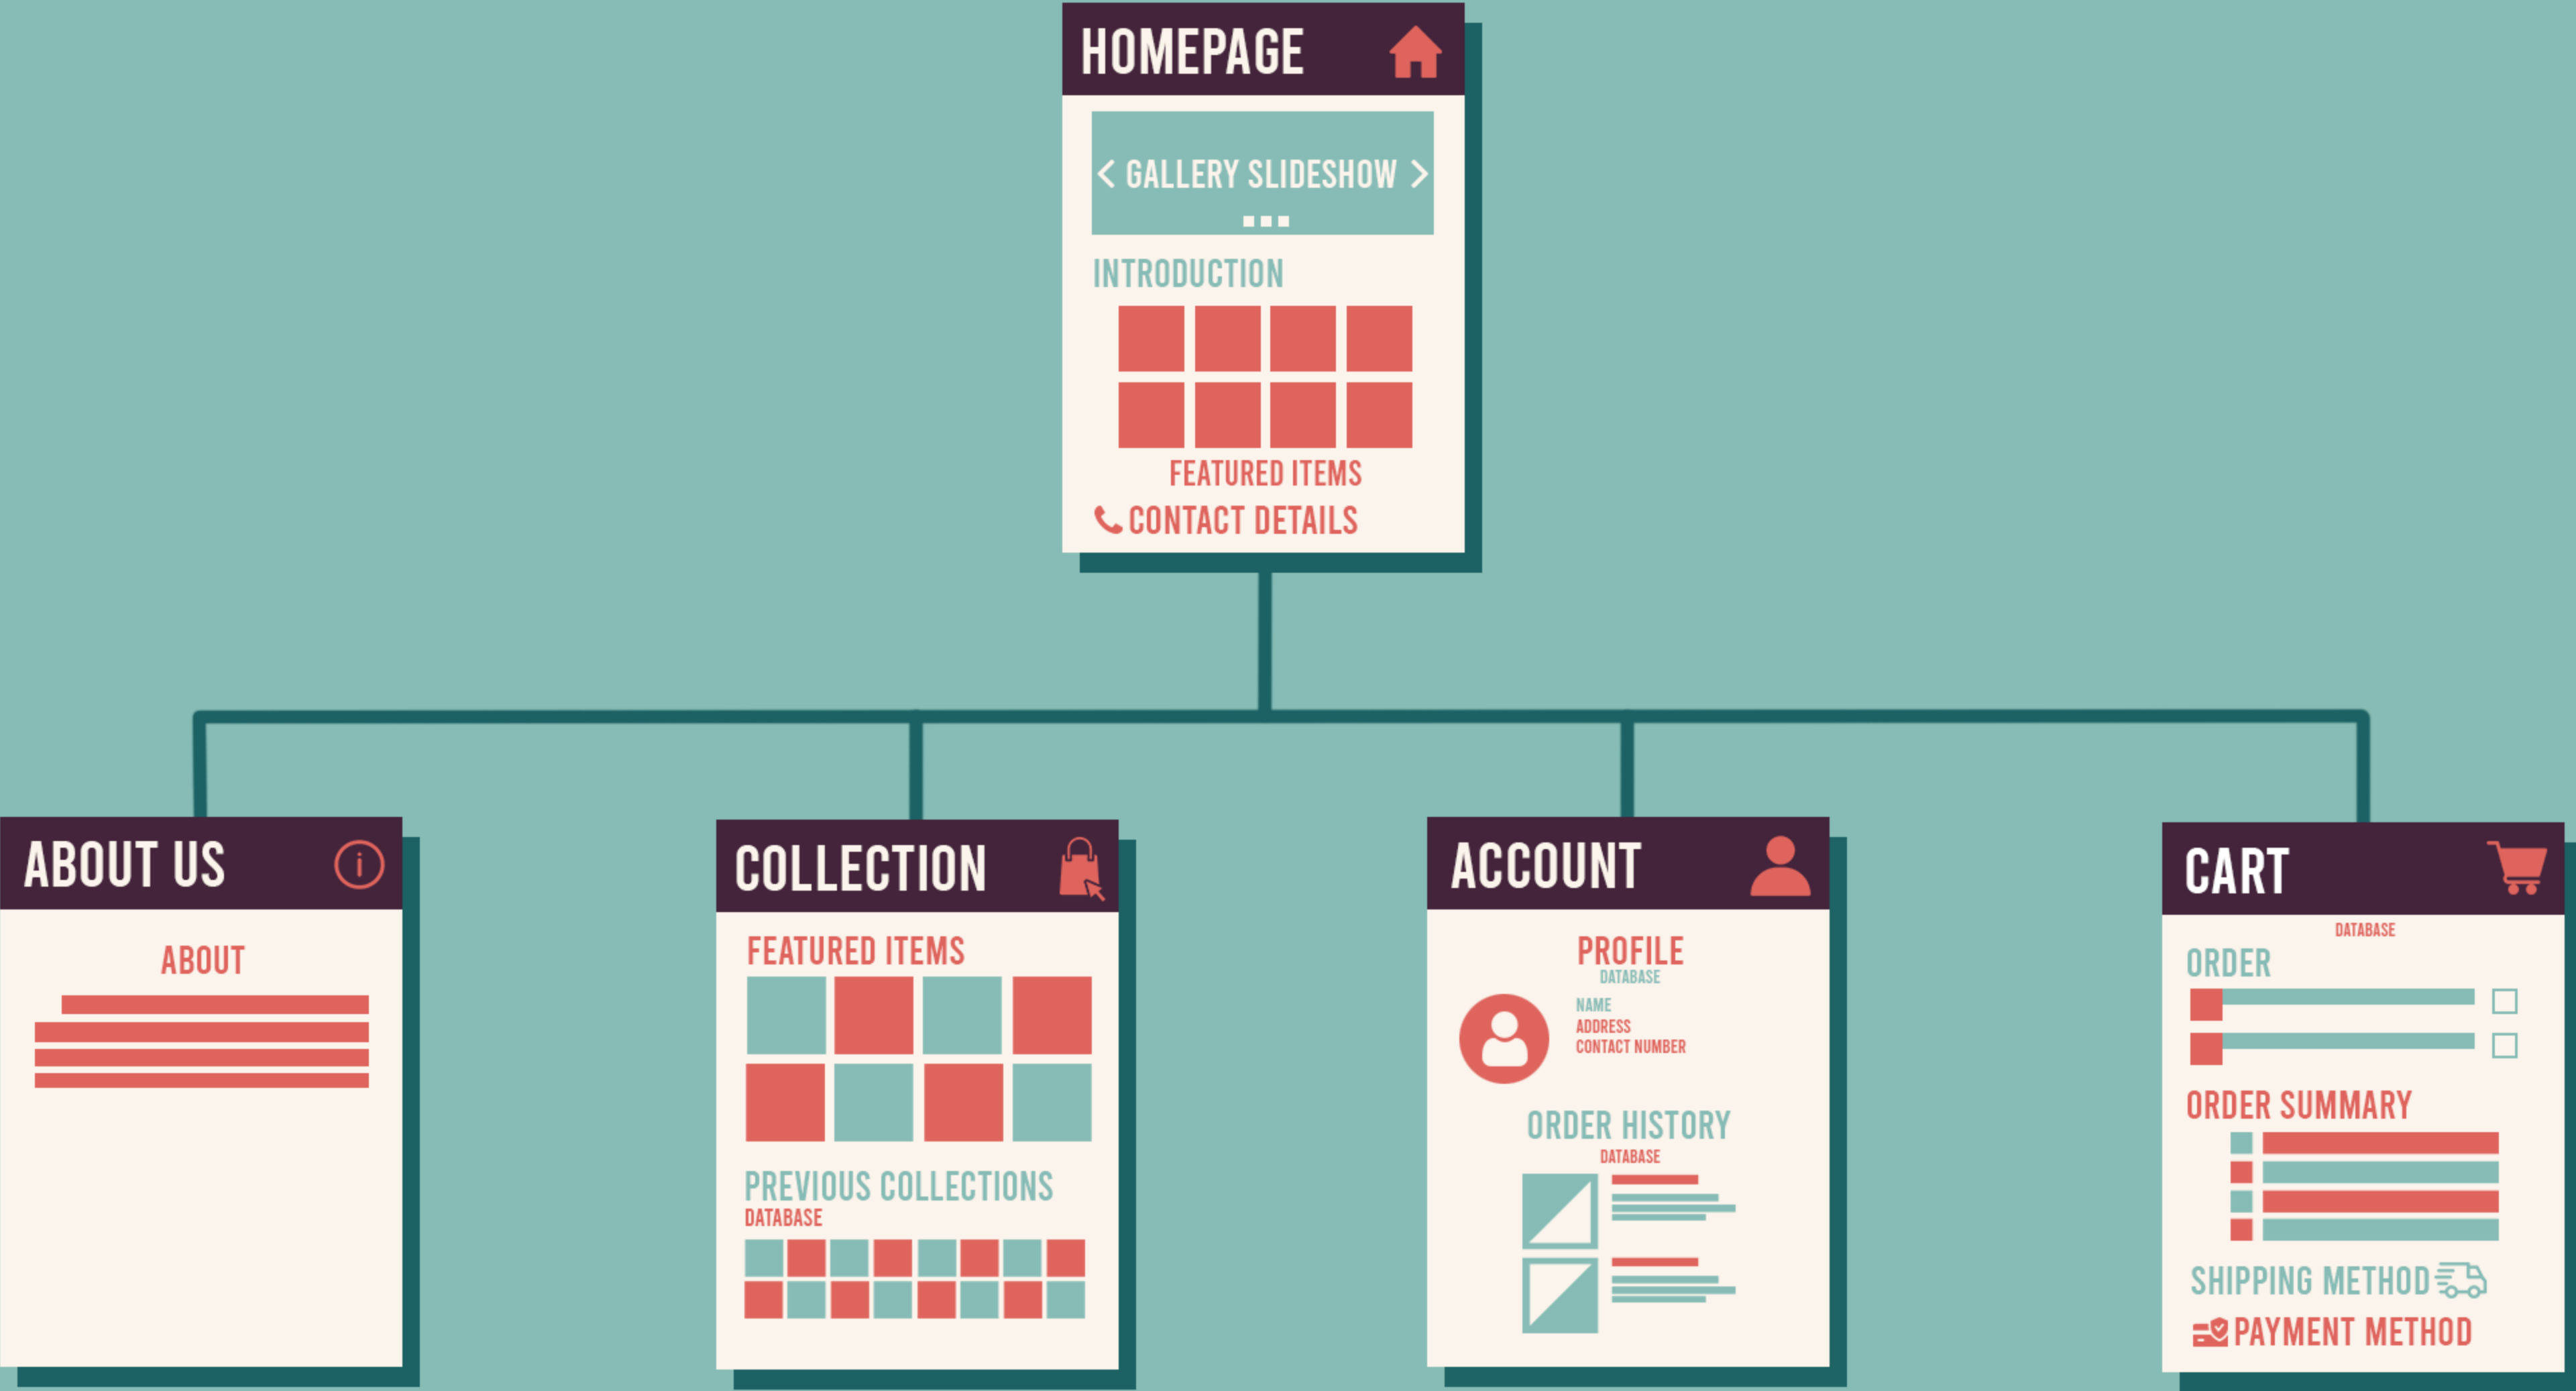 HOMEPAGE
< GALLERY SLIDESHOW >
INTRODUCTION
FEATURED ITEMS
CONTACT DETAILS
ABOUT US
i
ABOUT
COLLECTION
FEATURED ITEMS
PREVIOUS COLLECTIONS
DATABASE
ACCOUNT
PROFILE
DATABASE
NAME
ADDRESS
CONTACT NUMBER
ORDER HISTORY
DATABASE
CART
DATABASE
ORDER
ORDER SUMMARY
SHIPPING METHOD
PAYMENT METHOD